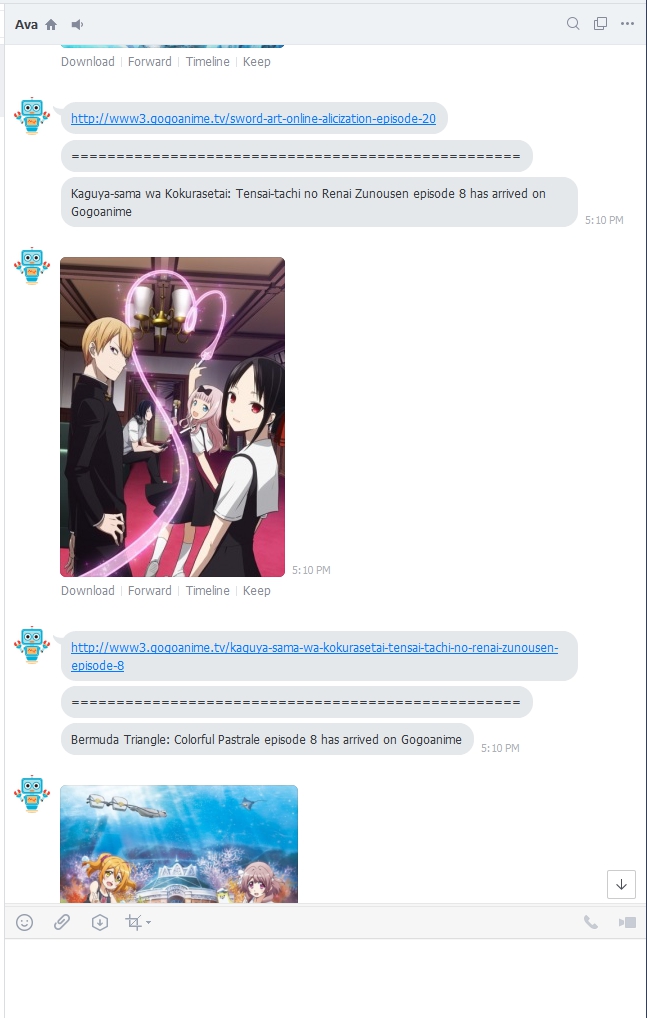 Ava
Download Forward Timeline Keep
http://www3.gogoanime.tv/sword-art-online-alicization-episode-20
==================================================
Kaguya-sama wa Kokurasetai: Tensai-tachi no Renai Zunousen episode 8 has arrived on
Gogoanime
5:10 PM
5:10 PM
Download Forward Timeline Keep
http://www3.gogoanime.tv/kaguya-sama-wa-kokurasetai-tensai-tachi-no-renai-zunousen-
episode-8
==================================================
Bermuda Triangle: Colorful Pastrale episode 8 has arrived on Gogoanime
5:10 PM